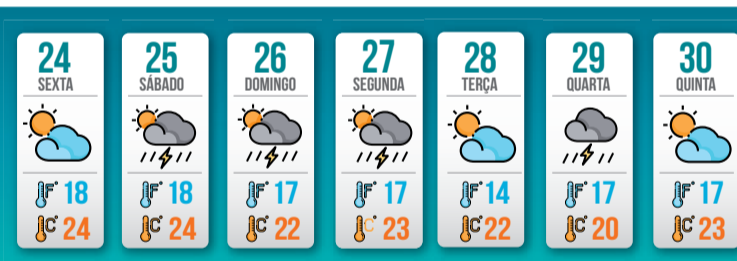 24
SEXTA
F° 18
C° 24
25
SÁBADO
F° 18
C° 24
26
DOMINGO
F° 17
C° 22
27
SEGUNDA
F° 17
C° 23
28
TERÇA
F° 14
C° 22
29
QUARTA
F° 17
C° 20
30
QUINTA
F° 17
C° 23